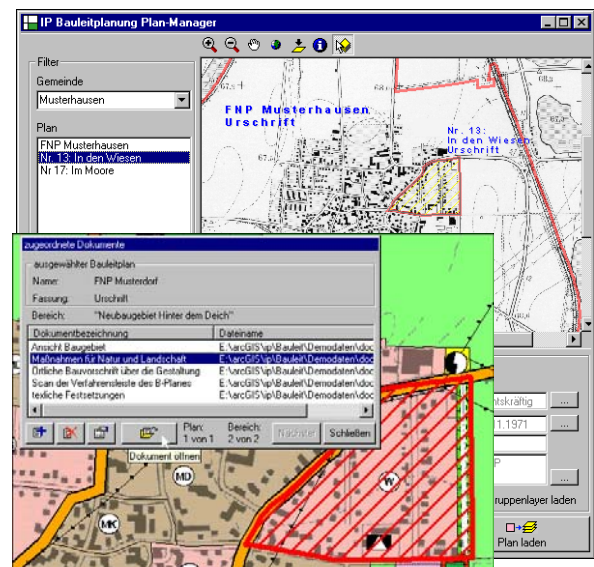 IP Bauleitplanung Plan-Manager
Filter
Gemeinde
Musterhausen
Plan
FNP Musterhausen
Nr. 13: In den Wiesen
Nr 17: Im Moore
FNP Musterhausen
Urschrift
Nr. 13:
In den Wiesen
Urschrift
zugeordnete Dokumente
ausgewählter Bauleitplan
Name: FNP Musterdorf
Fassung: Urschrift
Bereich: "Neubaugebiet Hinter dem Deich"
Dokumentbezeichnung Dateiname
Ansicht Baugebiet E:\arcGIS\ip\Bauleit\Demodaten\doc
Maßnahmen für Natur und Landschaft E:\arcGIS\ip\Bauleit\Demodaten\doc
Örtliche Bauvorschrift über die Gestaltung E:\arcGIS\ip\Bauleit\Demodaten\doc
Scan der Verfahrensleiste des B-Planes E:\arcGIS\ip\Bauleit\Demodaten\doc
texliche Festsetzungen E:\arcGIS\ip\Bauleit\Demodaten\doc
Plan: Bereich:
1 von 1 2 von 2 Nächster Schließen
Dokument öffnen
MD
MK
W
tskräftig ...
1.1971 ...
P
...
ruppenlayer laden
Plan laden